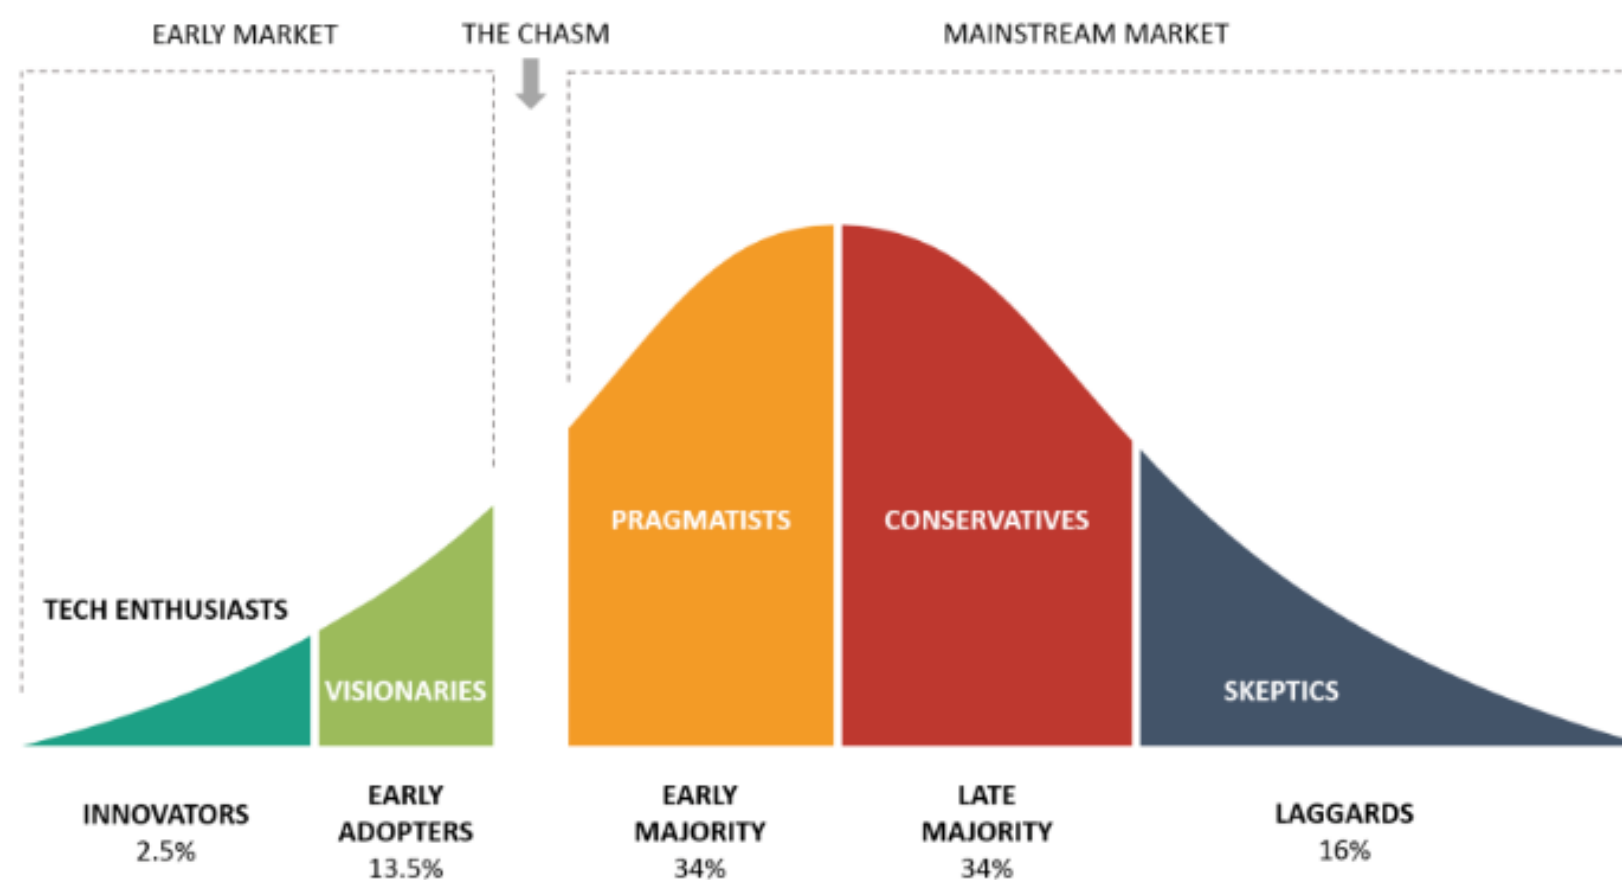 EARLY MARKET
THE CHASM
MAINSTREAM MARKET
PRAGMATISTS
CONSERVATIVES
TECH ENTHUSIASTS
VISIONARIES
SKEPTICS
INNOVATORS
2.5%
EARLY
ADOPTERS
13.5%
EARLY
MAJORITY
34%
LATE
MAJORITY
34%
LAGGARDS
16%